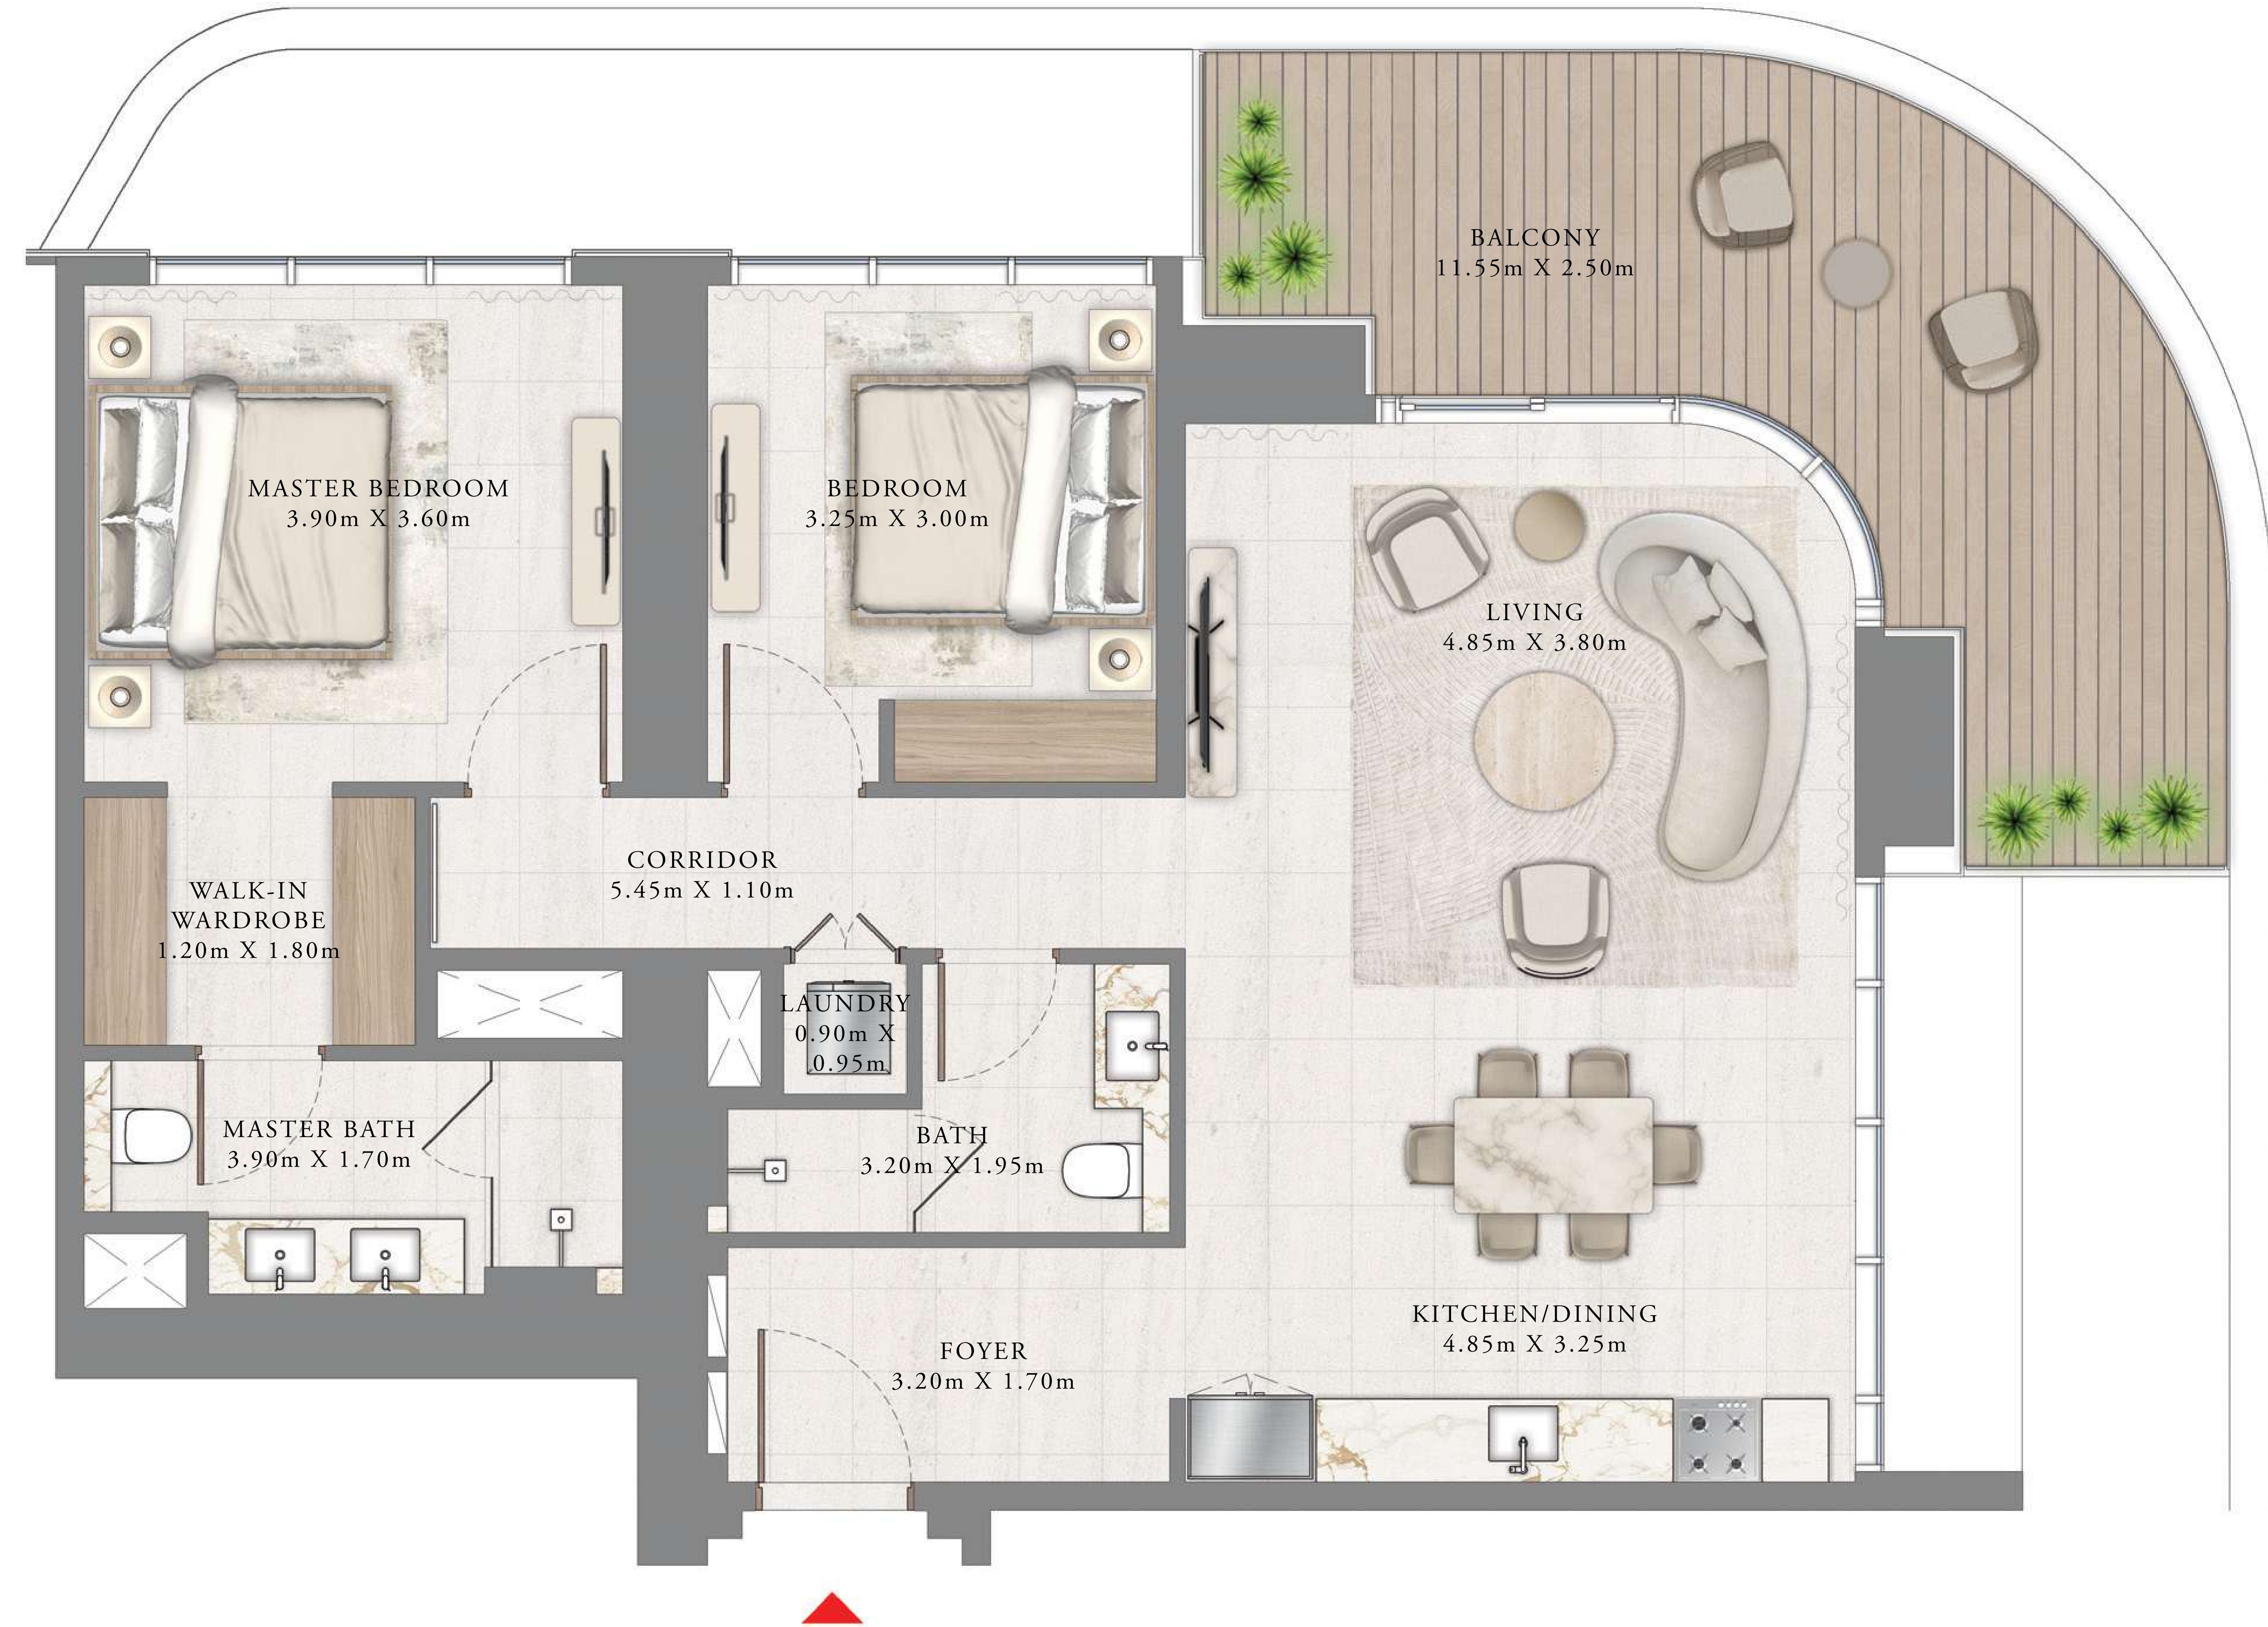 BALCONY
11.55m X 2.50m
MASTER BEDROOM
3.90m X 3.60m
BEDROOM
3.25m X 3.00m
LIVING
4.85m X 3.80m
CORRIDOR
5.45m X 1.10m
WALK-IN
WARDROBE
1.20m X 1.80m
LAUNDRY
0.90m X
0.95m
MASTER BATH
3.90m X 1.70m
BATH
3.20m X 1.95m
KITCHEN/DINING
4.85m X 3.25m
FOYER
3.20m X 1.70m